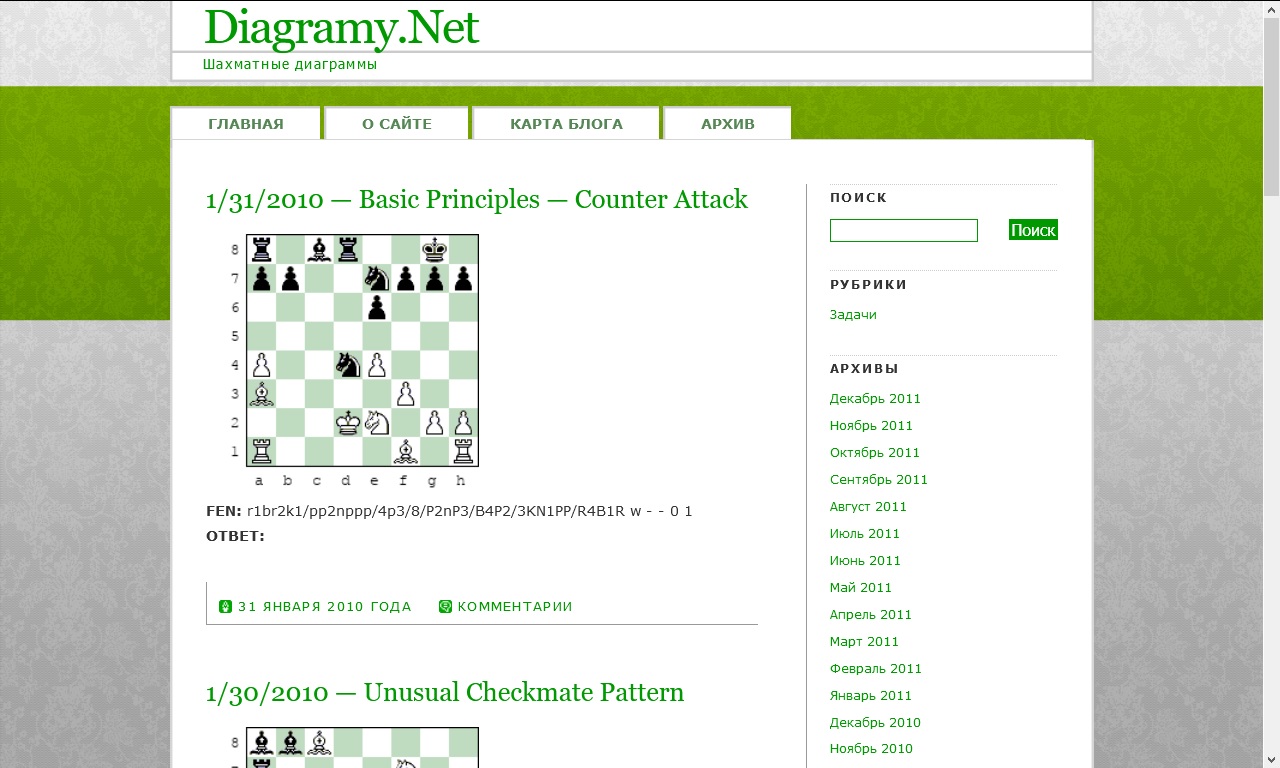 Diagramy.Net
Шахматные диаграммы
ГЛАВНАЯ
О САЙТЕ
КАРТА БЛОГА
АРХИВ
1/31/2010 — Basic Principles — Counter Attack
8
7
6
5
4
3
2
1
a b c d e f g h
FEN: r1br2k1/pp2nppp/4p3/8/P2nP3/B4P2/3KN1PP/R4B1R w - - 0 1
ОТВЕТ:
31 ЯНВАРЯ 2010 ГОДА
КОММЕНТАРИИ
1/30/2010 — Unusual Checkmate Pattern
8
ПОИСК
Поиск
РУБРИКИ
Задачи
АРХИВЫ
Декабрь 2011
Ноябрь 2011
Октябрь 2011
Сентябрь 2011
Август 2011
Июль 2011
Июнь 2011
Май 2011
Апрель 2011
Март 2011
Февраль 2011
Январь 2011
Декабрь 2010
Ноябрь 2010